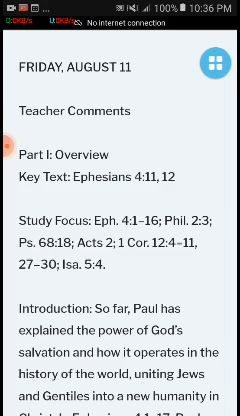 100% 10:36 PM
0:0KB/s U:0KB/s No internet connection
FRIDAY, AUGUST 11
Teacher Comments
Part I: Overview
Key Text: Ephesians 4:11, 12
Study Focus: Eph. 4:1–16; Phil. 2:3;
Ps. 68:18; Acts 2; 1 Cor. 12:4–11,
27–30; Isa. 5:4.
Introduction: So far, Paul has
explained the power of God's
salvation and how it operates in the
history of the world, uniting Jews
and Gentiles into a new humanity in